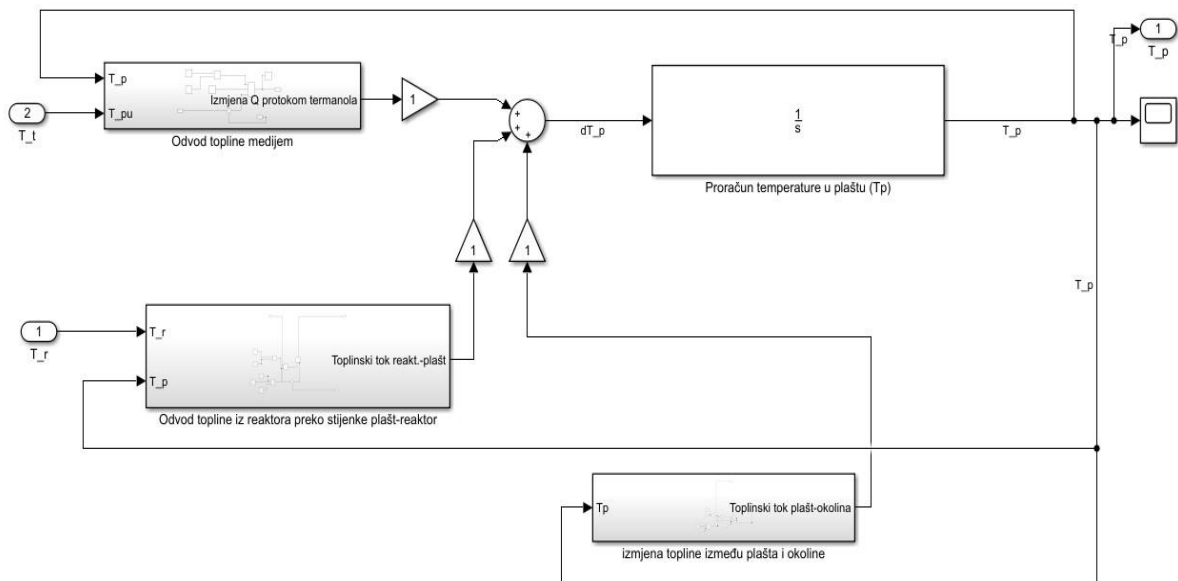 1
T_p
T_p
T_p
T_pu
Izmjena Q protokom termanola
Odvod topline medijem
2
T_t
1
+
+
+
dT_p
1
s
Proračun temperature u plaštu (Tp)
T_p
1
1
T_p
1
T_r
T_r
T_p
Toplinski tok reakt.-plašt
Odvod topline iz reaktora preko stijenke plašt-reaktor
Tp
Toplinski tok plašt-okolina
izmjena topline između plašta i okoline